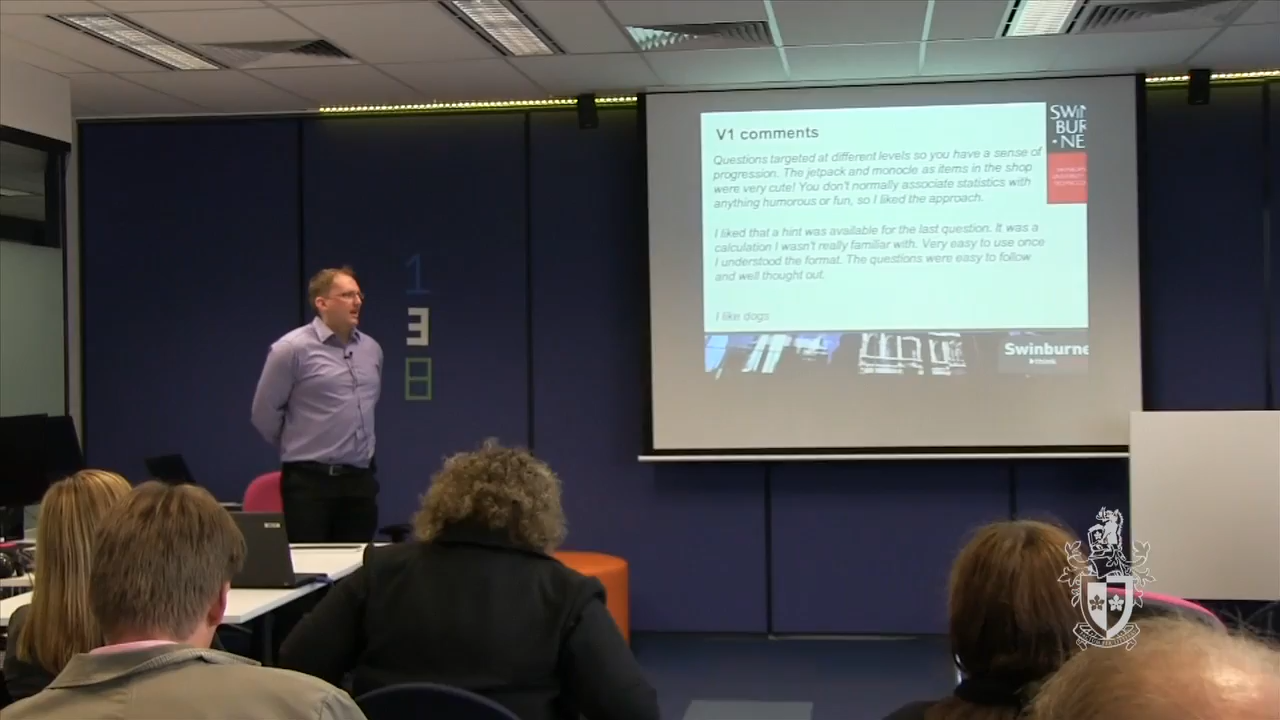 V1 comments
Questions targeted at different levels so you have a sense of
progression. The jetpack and monocle as items in the shop
were very cute! You don't normally associate statistics with
anything humorous or fun, so I liked the approach.
I liked that a hint was available for the last question. It was a
calculation I wasn't really familiar with. Very easy to use once
I understood the format. The questions were easy to follow
and well thought out.
I like dogs
SWIN
BUR
•NE
Swinburne
think
1
3
8